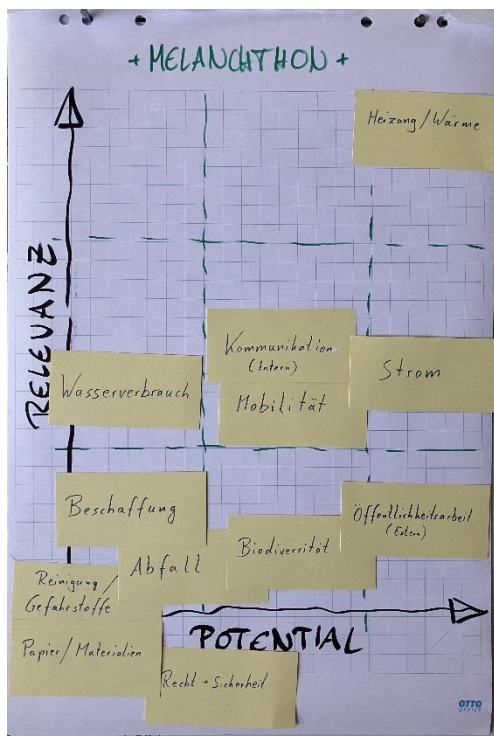 + MELANCHTHON +
Heizung / Wärme
RELEVANZ
Kommunikation
(Intern)
Strom
Wasserverbrauch
Mobilität
Beschaffung
Öffentlichkeitsarbeit
(Extern)
Biodiversität
Abfall
Reinigung /
Gefahrstoffe
POTENTIAL
Papier / Materialien
Recht + Sicherheit
OTTO
OFFICE